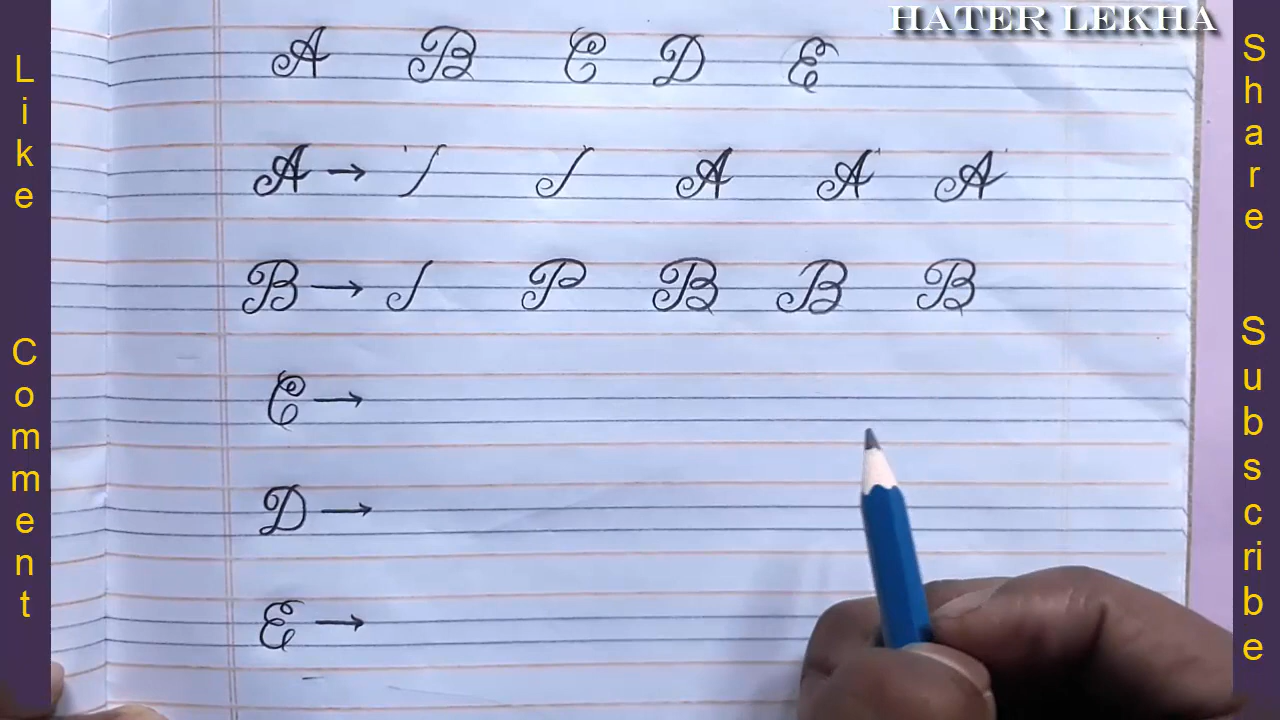 HATER LEKHA
Like Comment
A B C D E
A → / J A A A
B → J P B B B
C →
D →
E →
Share Subscribe